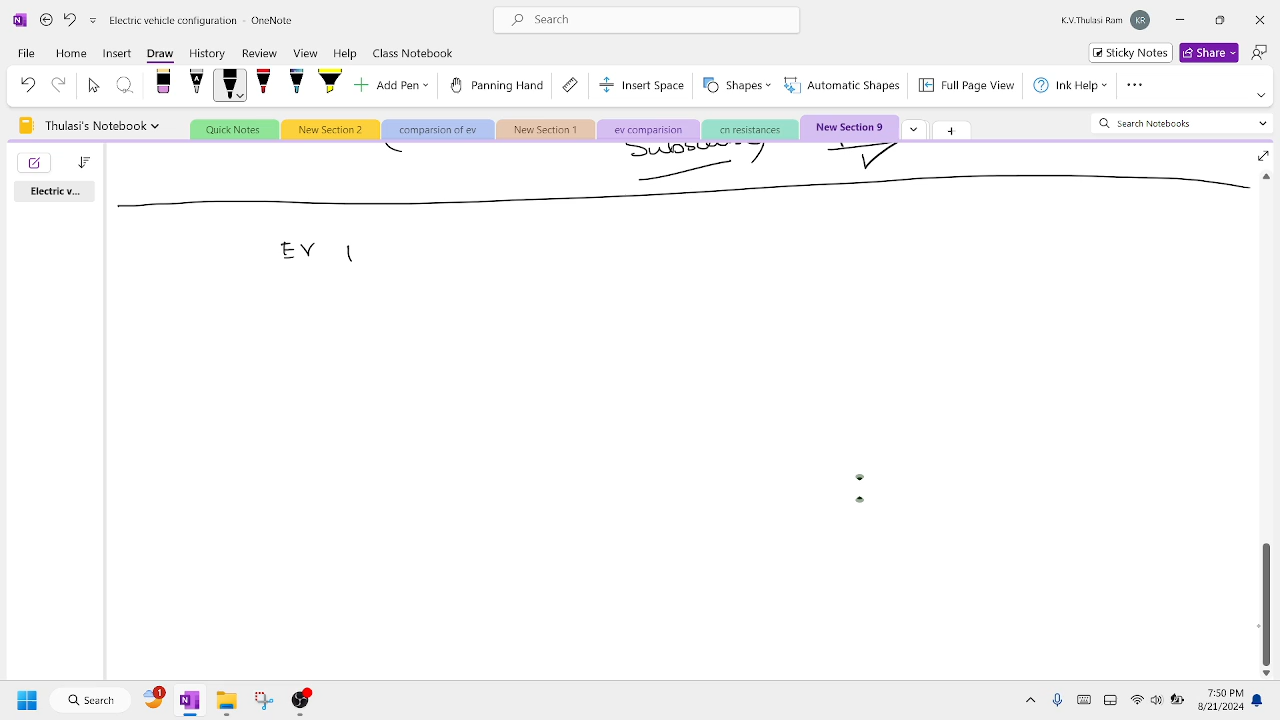 Electric vehicle configuration - OneNote
Search
K.V.Thulasi Ram KR
File Home Insert Draw History Review View Help Class Notebook
Sticky Notes Share
Add Pen Panning Hand Insert Space Shapes Automatic Shapes Full Page View Ink Help
Thulasi's Notebook Quick Notes New Section 2 comparsion of ev New Section 1 ev comparision cn resistances New Section 9 Search Notebooks
Electric v...
EV
Search
1
7:50 PM
8/21/2024